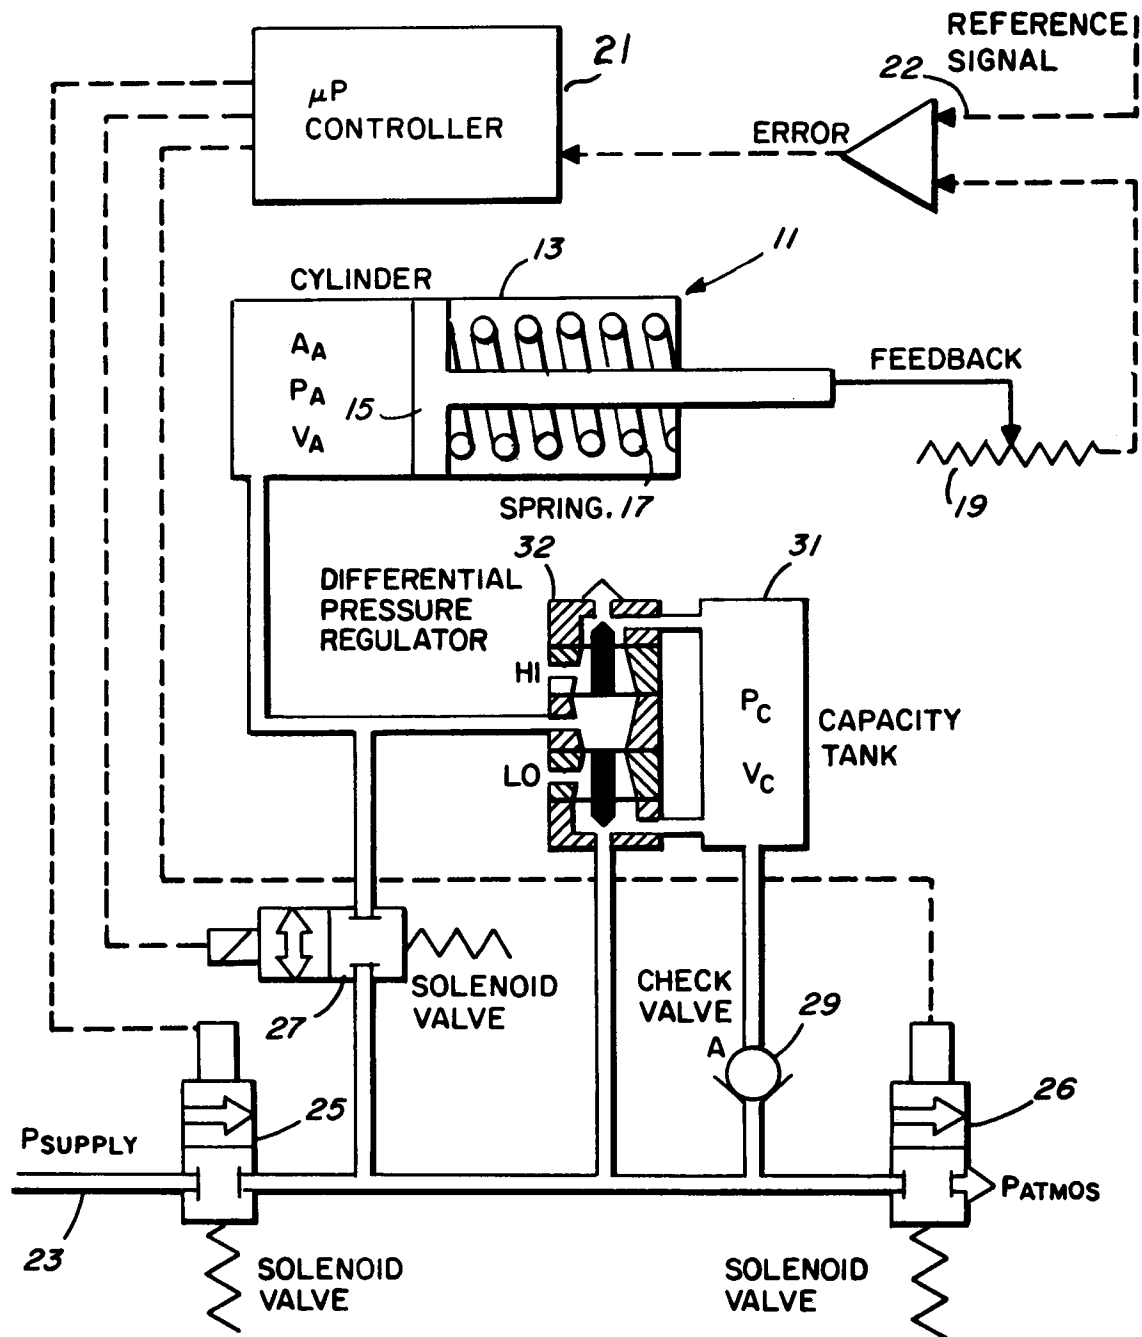 REFERENCE
SIGNAL
21
22
μP
CONTROLLER
ERROR
13
11
CYLINDER
AA
PA
VA
15
FEEDBACK
SPRING. 17
19
32
31
DIFFERENTIAL
PRESSURE
REGULATOR
HI
LO
PC
VC
CAPACITY
TANK
SOLENOID
VALVE
27
CHECK
VALVE
A
29
25
26
PSUPPLY
PATMOS
23
SOLENOID
VALVE
SOLENOID
VALVE